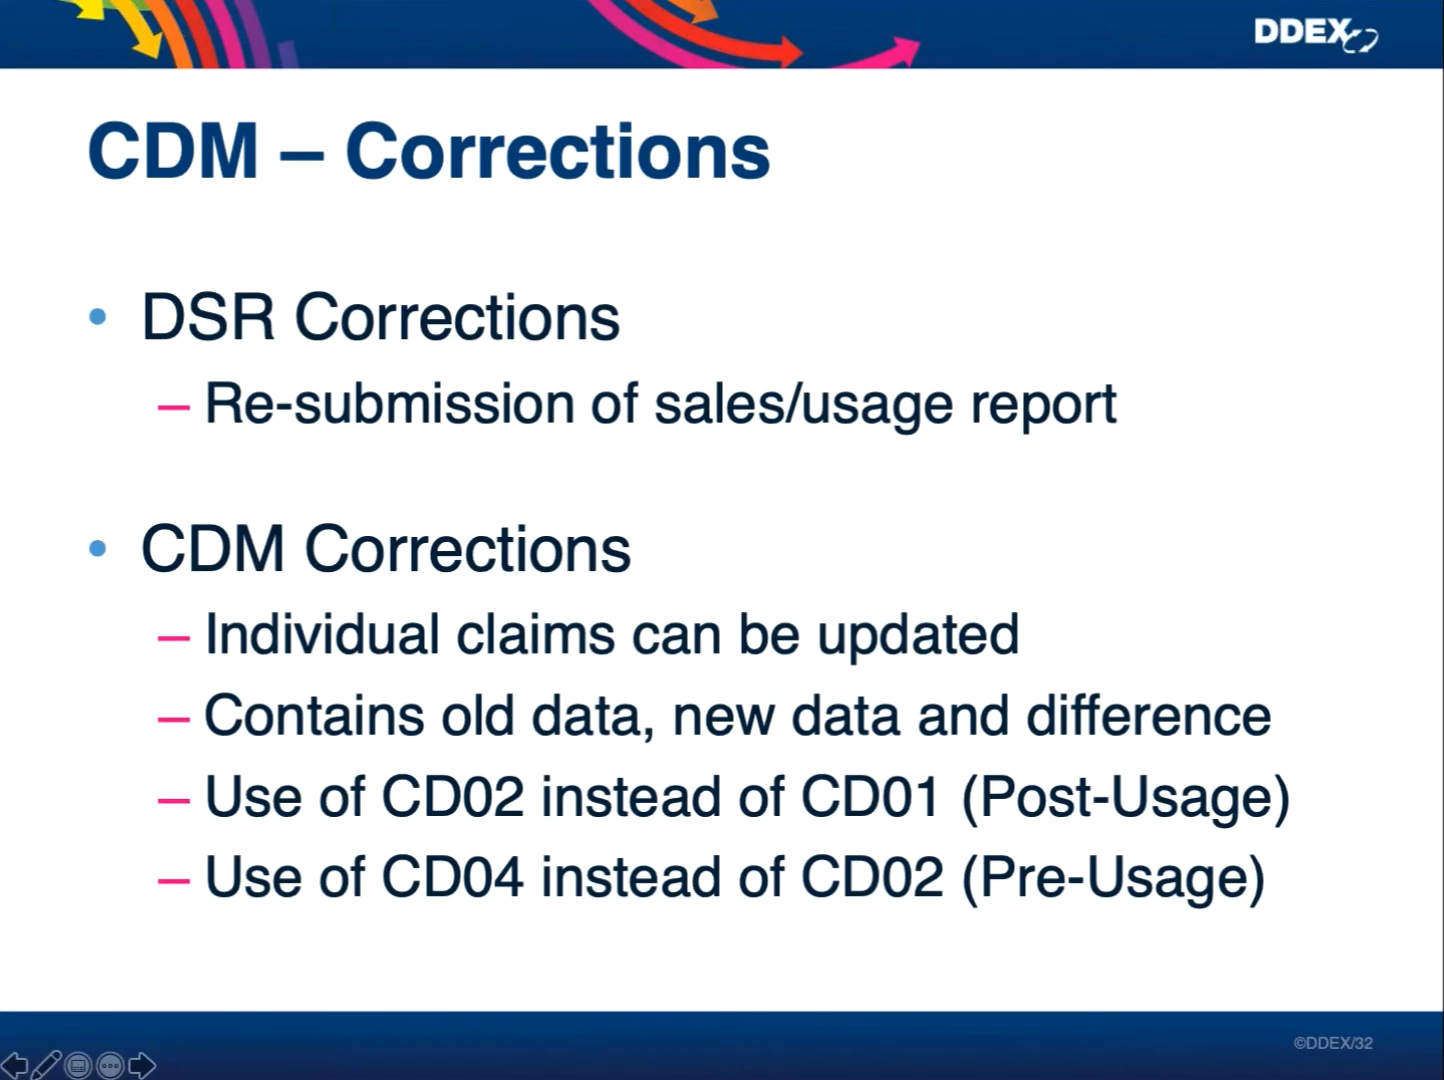 DDEX
CDM – Corrections
• DSR Corrections
– Re-submission of sales/usage report
• CDM Corrections
– Individual claims can be updated
– Contains old data, new data and difference
– Use of CD02 instead of CD01 (Post-Usage)
– Use of CD04 instead of CD02 (Pre-Usage)
©DDEX/32